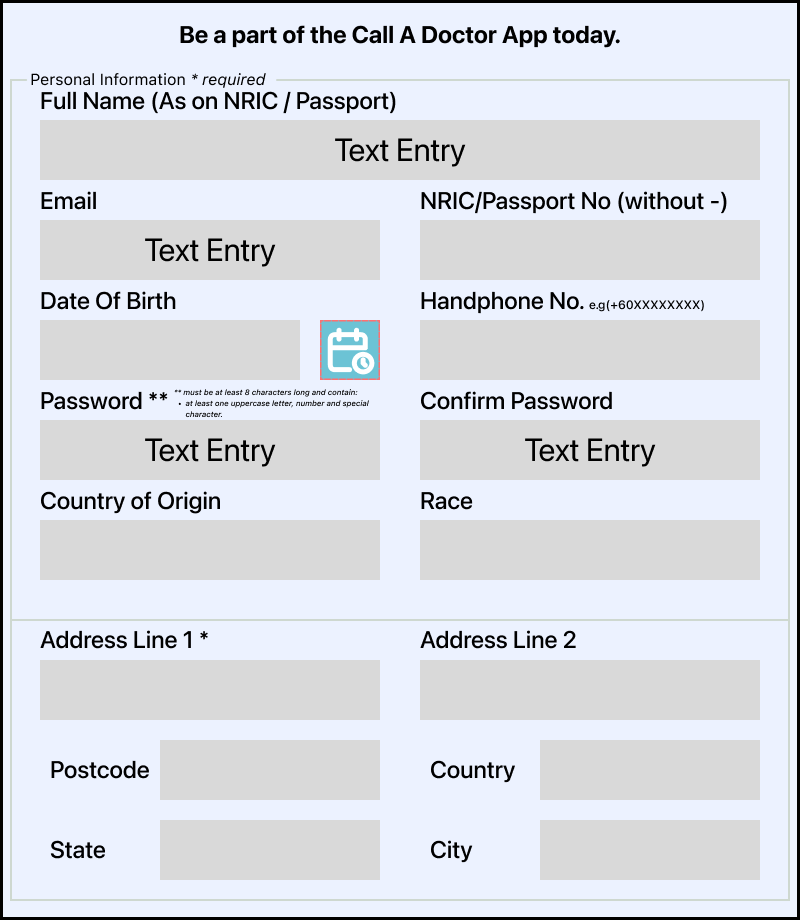 Be a part of the Call A Doctor App today.
Personal Information * required
Full Name (As on NRIC / Passport)
Text Entry
Email
NRIC/Passport No (without -)
Text Entry
Date Of Birth
Handphone No. e.g(+60XXXXXXXX)
Password **
** must be at least 8 characters long and contain:
• at least one uppercase letter, number and special
character.
Confirm Password
Text Entry
Text Entry
Country of Origin
Race
Address Line 1 *
Address Line 2
Postcode
Country
State
City